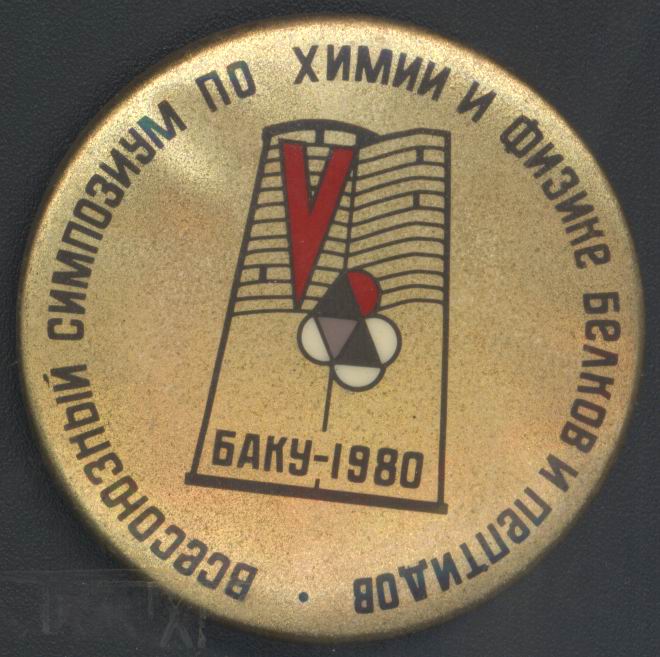 ВСЕСОЮЗНЫЙ СИМПОЗИУМ ПО ХИМИИ И ФИЗИКЕ БЕЛКОВ И ПЕПТИДОВ •
V
БАКУ-1980